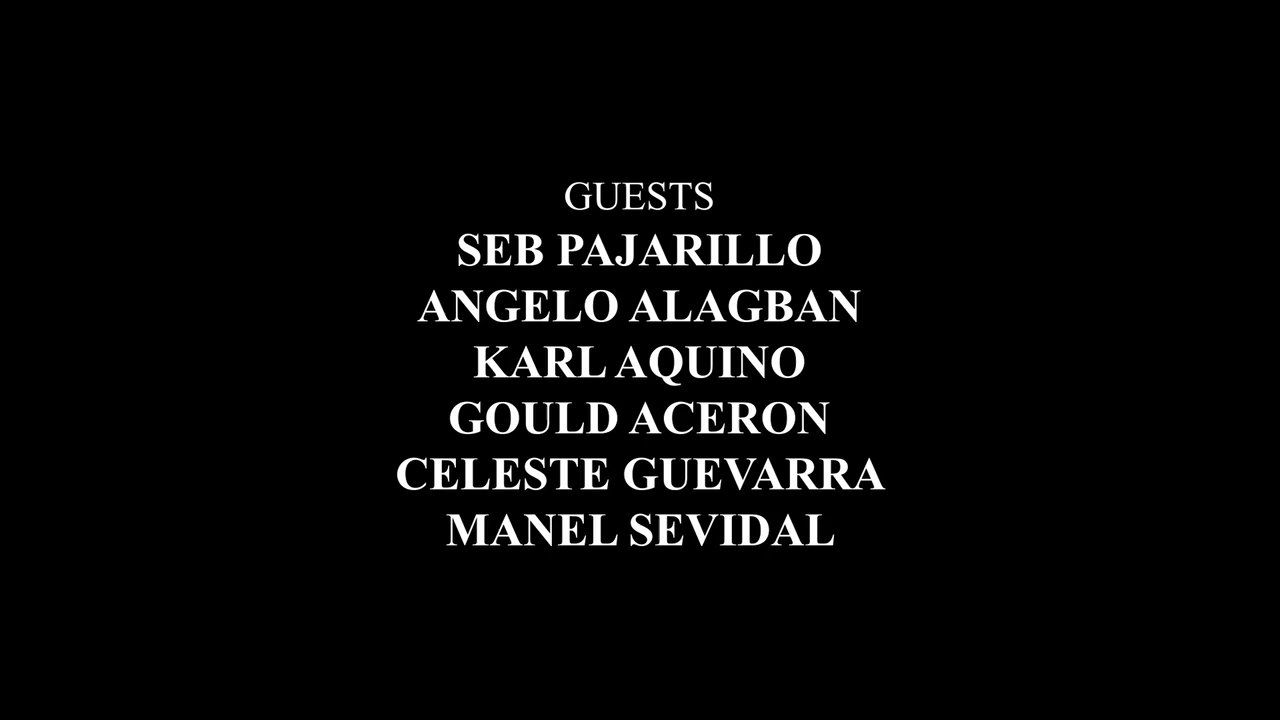 GUESTS
SEB PAJARILLO
ANGELO ALAGBAN
KARL AQUINO
GOULD ACERON
CELESTE GUEVARRA
MANEL SEVIDAL